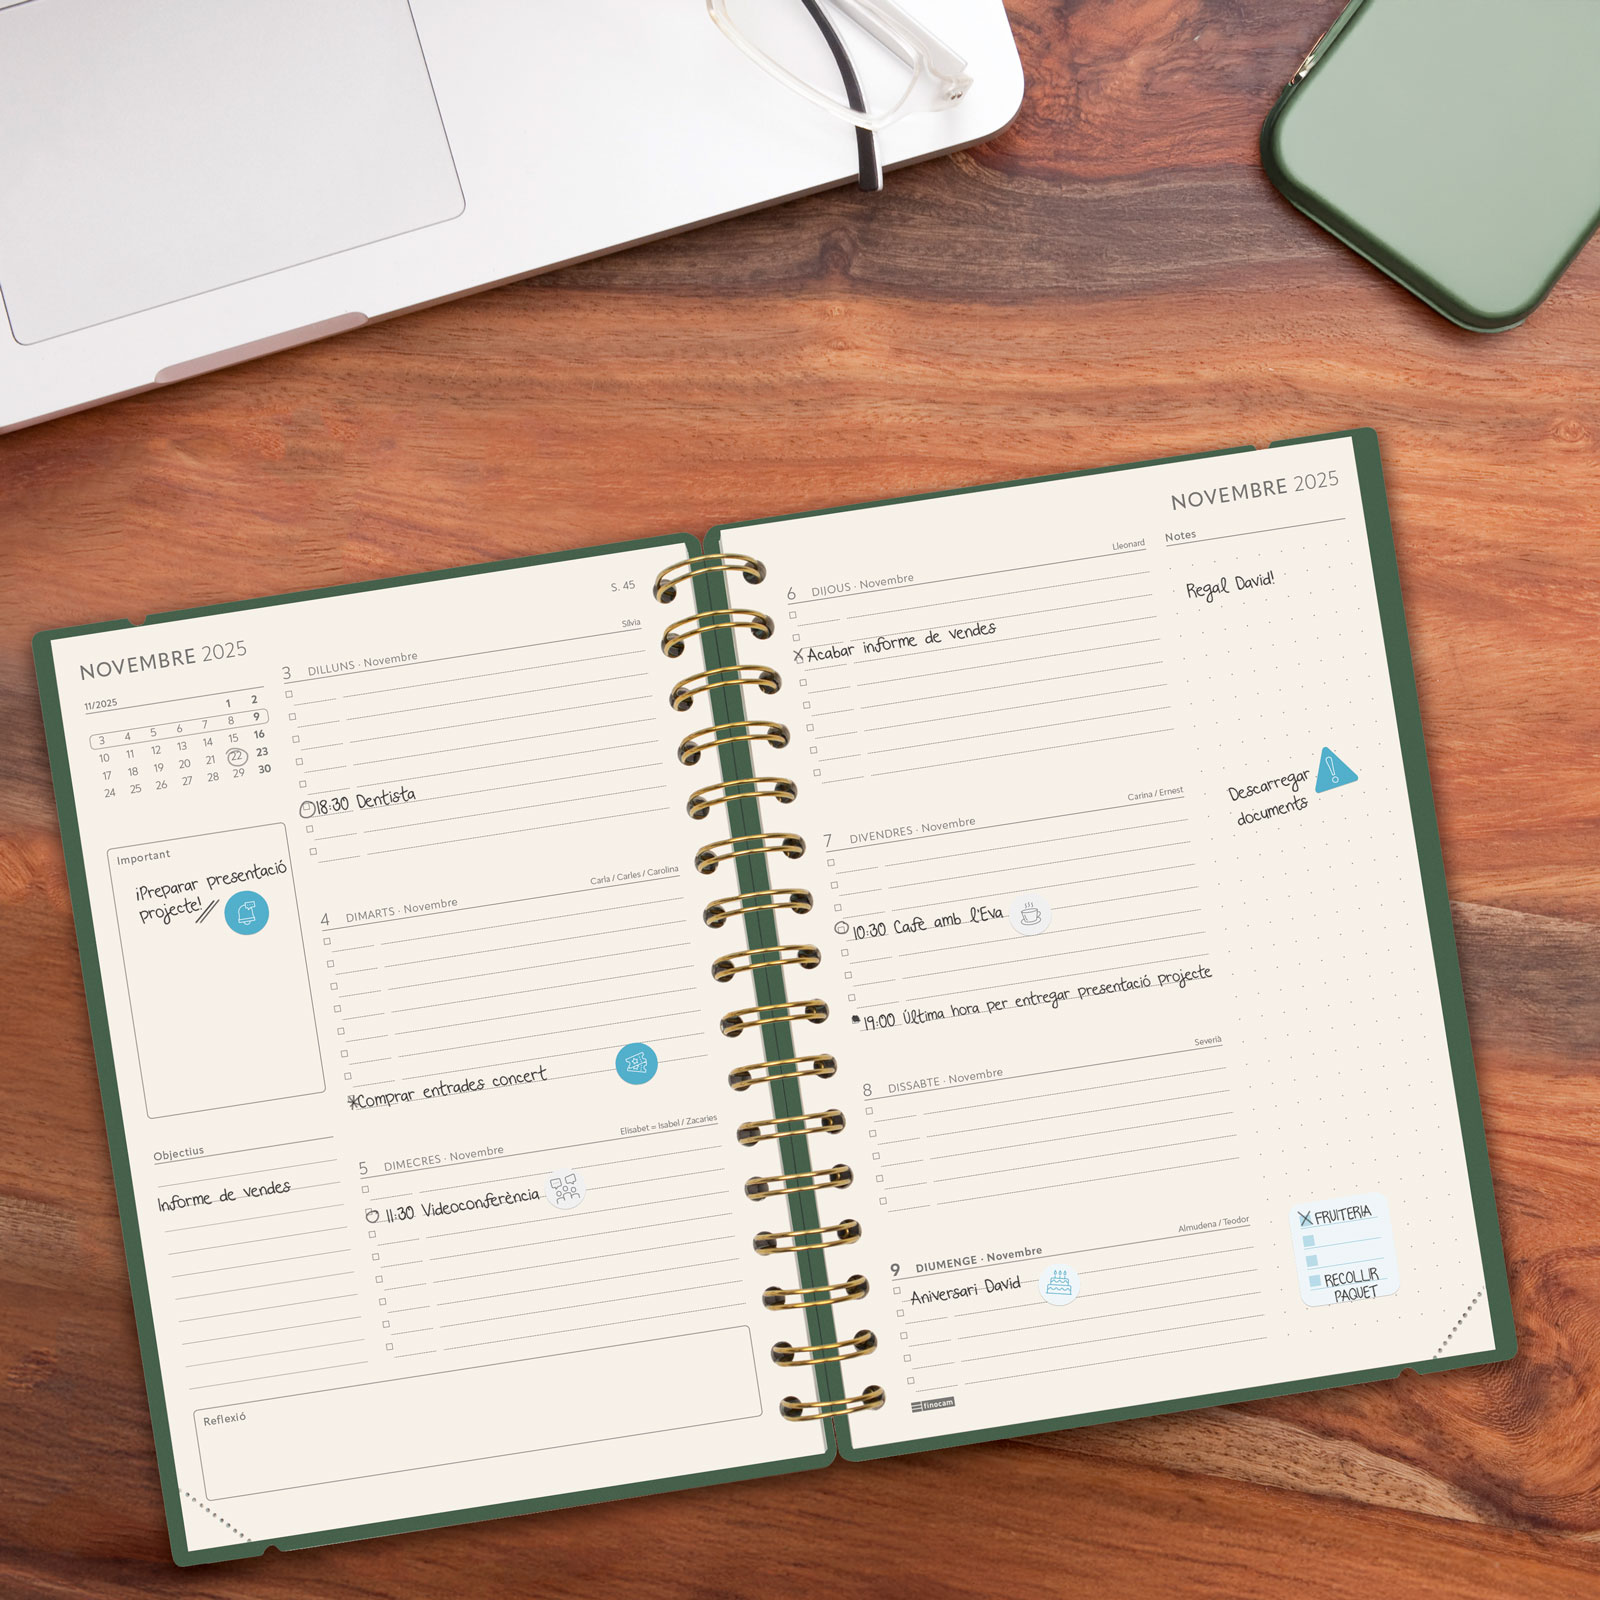 NOVEMBRE 2025
11/2025
1 2
3 4 5 6 7 8 9
10 11 12 13 14 15 16
17 18 19 20 21 22 23
24 25 26 27 28 29 30
Important
¡Preparar presentació
projecte!
Objectius
Informe de vendes
Reflexió
S. 45
Sílvia
3 DILLUNS · Novembre
18:30 Dentista
Carla / Carles / Carolina
4 DIMARTS · Novembre
Comprar entrades concert
Elisabet = Isabel / Zacaries
5 DIMECRES · Novembre
11:30 Videoconferència
NOVEMBRE 2025
Lleonard
6 DIJOUS · Novembre
X Acabar informe de vendes
Carina / Ernest
7 DIVENDRES · Novembre
10:30 Cafè amb l'Eva
19:00 Última hora per entregar presentació projecte
Severià
8 DISSABTE · Novembre
Almudena / Teodor
9 DIUMENGE · Novembre
Aniversari David
finocam
Notes
Regal David!
Descarregar
documents
!
X FRUITERIA
RECOLLIR
PAQUET